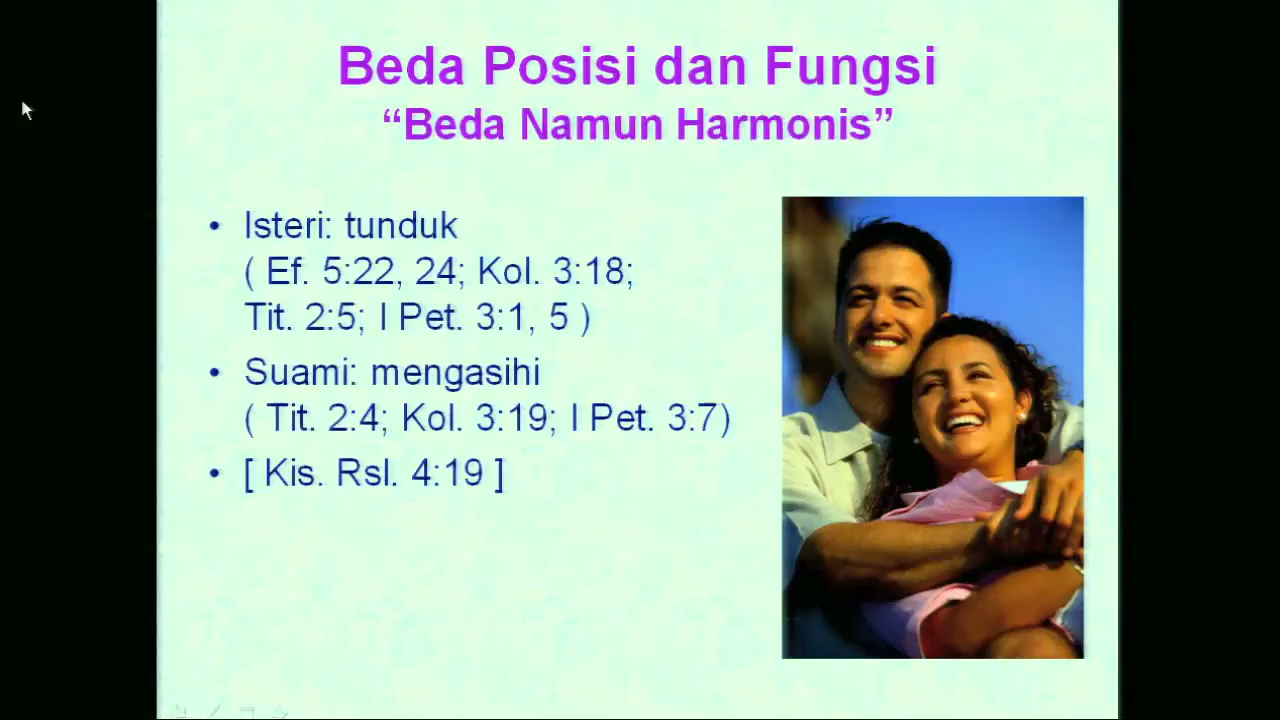 Beda Posisi dan Fungsi
“Beda Namun Harmonis”
• Isteri: tunduk
( Ef. 5:22, 24; Kol. 3:18;
Tit. 2:5; I Pet. 3:1, 5 )
• Suami: mengasihi
( Tit. 2:4; Kol. 3:19; I Pet. 3:7)
• [ Kis. Rsl. 4:19 ]